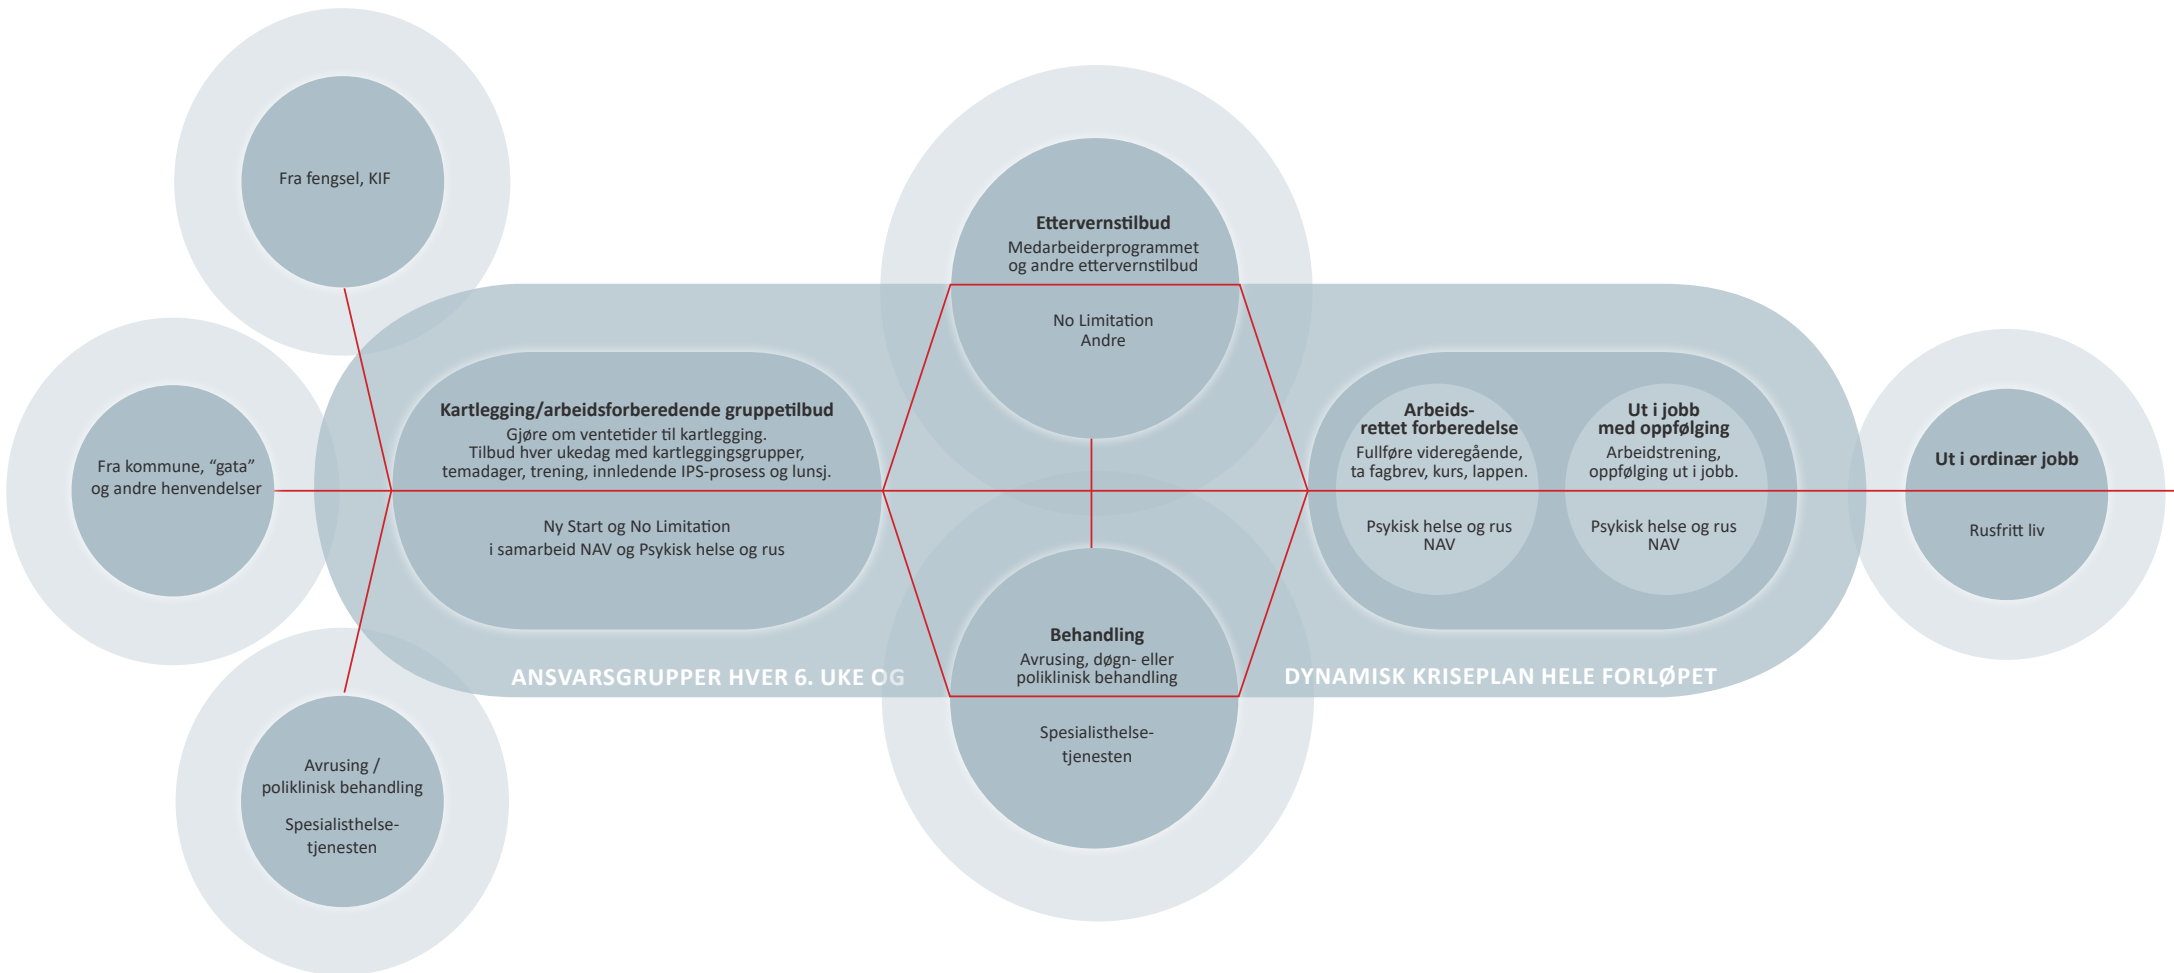 Fra fengsel, KIF
Fra kommune, “gata”
og andre henvendelser
Avrusing /
poliklinisk behandling
Spesialisthelse-
tjenesten
Kartlegging/arbeidsforberedende gruppetilbud
Gjøre om ventetider til kartlegging.
Tilbud hver ukedag med kartleggingsgrupper,
temadager, trening, innledende IPS-prosess og lunsj.
Ny Start og No Limitation
i samarbeid NAV og Psykisk helse og rus
Ettervernstilbud
Medarbeiderprogrammet
og andre ettervernstilbud
No Limitation
Andre
Behandling
Avrusing, døgn- eller
poliklinisk behandling
Spesialisthelse-
tjenesten
Arbeids-
rettet forberedelse
Fullføre videregående,
ta fagbrev, kurs, lappen.
Psykisk helse og rus
NAV
Ut i jobb
med oppfølging
Arbeidstrening,
oppfølging ut i jobb.
Psykisk helse og rus
NAV
Ut i ordinær jobb
Rusfritt liv
ANSVARSGRUPPER HVER 6. UKE OG DYNAMISK KRISEPLAN HELE FORLØPET